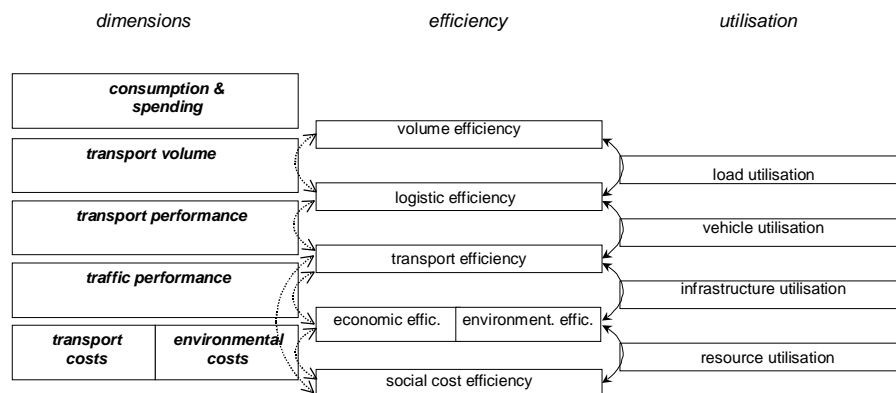 dimensions
efficiency
utilisation
consumption &
spending
transport volume
transport performance
traffic performance
transport
costs
environmental
costs
volume efficiency
logistic efficiency
transport efficiency
economic effic.
environment. effic.
social cost efficiency
load utilisation
vehicle utilisation
infrastructure utilisation
resource utilisation